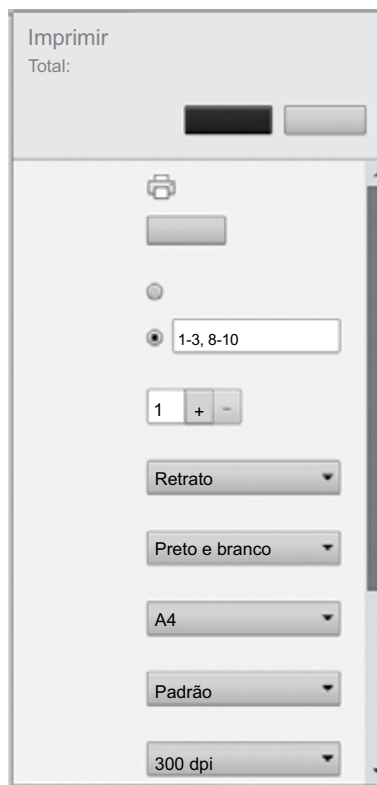 Imprimir
Total:
1-3, 8-10
1 + -
Retrato
Preto e branco
A4
Padrão
300 dpi